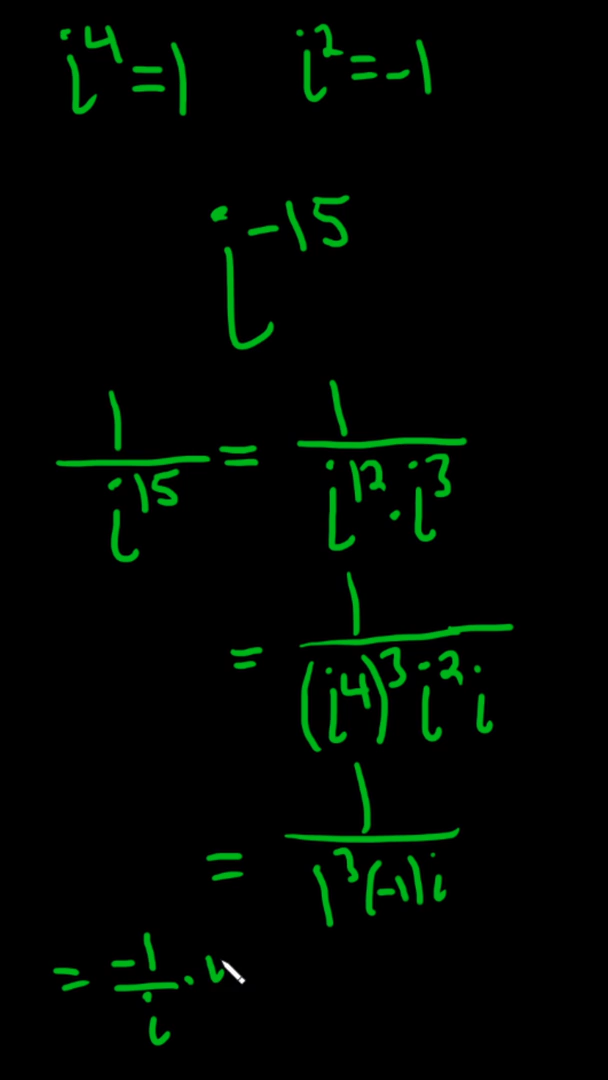 i⁴=1 i²=-1
i⁻¹⁵
1/i¹⁵ = 1/(i¹²·i³)
= 1/((i⁴)³ i² i)
= 1/(1³(-1)i)
= -1/i ·